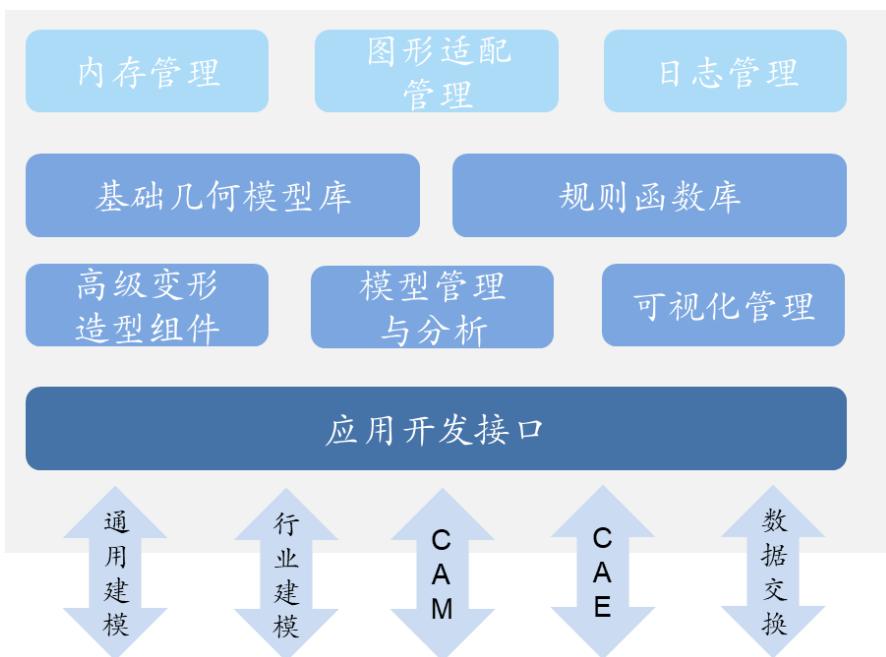 内存管理
图形适配
管理
日志管理
基础几何模型库
规则函数库
高级变形
造型组件
模型管理
与分析
可视化管理
应用开发接口
通用建模
行业建模
CAM
CAE
数据交换